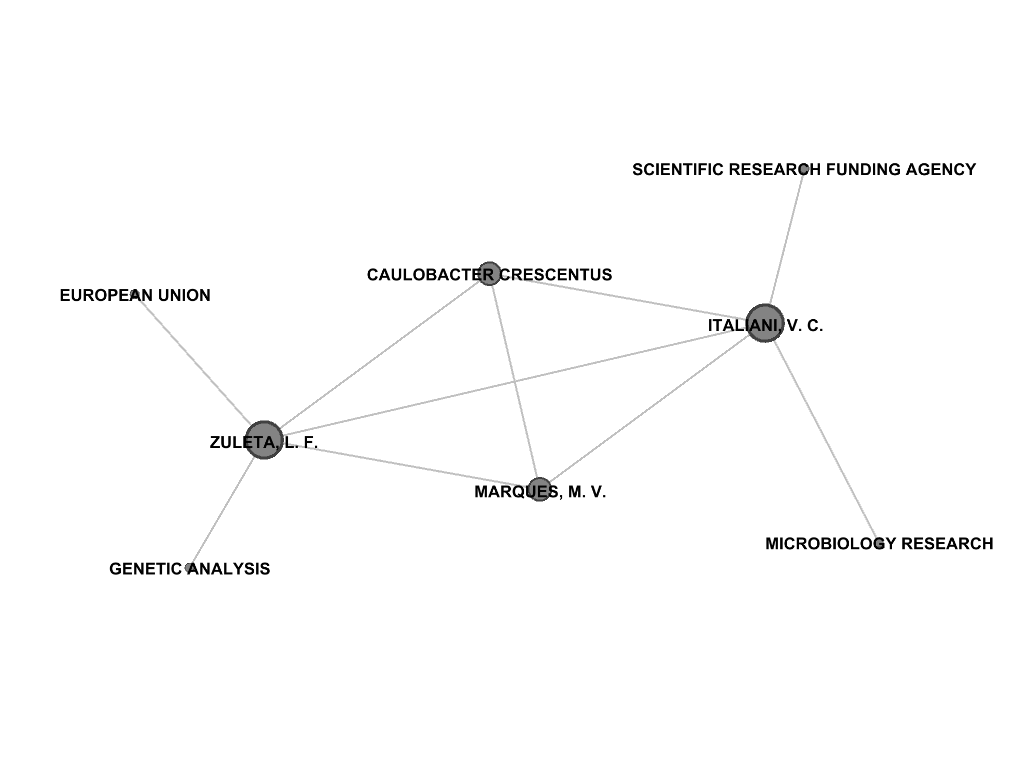 SCIENTIFIC RESEARCH FUNDING AGENCY
CAULOBACTER CRESCENTUS
EUROPEAN UNION
ITALIANI, V. C.
ZULETA, L. F.
MARQUES, M. V.
MICROBIOLOGY RESEARCH
GENETIC ANALYSIS